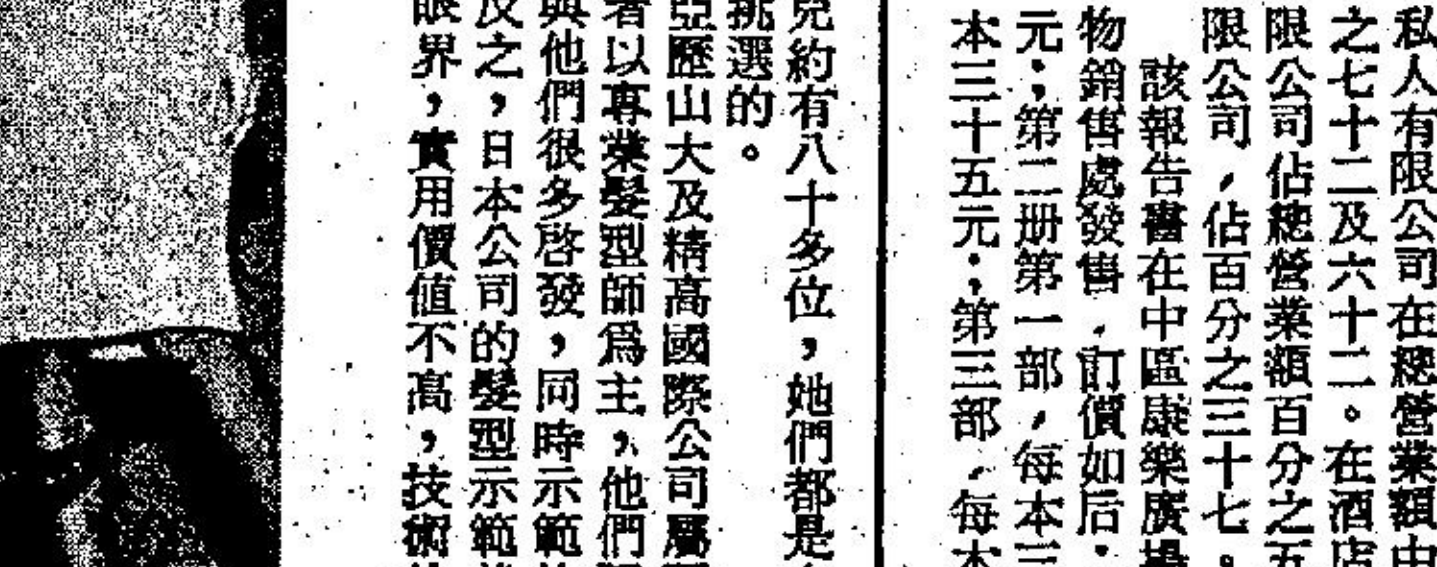 私人有限公司在總營業額中
之七十二及六十二。在酒店
限公司佔總營業額百分之五
限公司，佔百分之三十七。
該報告書在中區康樂廣場
物銷售處發售，訂價如后：
元；第二册第一部，每本三
本三十五元；第三部，每本
兒約有八十多位，她們都是
挑選的。
亞歷山大及精高國際公司屬
者以專業髮型師爲主，他們
與他們很多啓發，同時示範
反之，日本公司的髮型示範
眼界，實用價值不高，技術